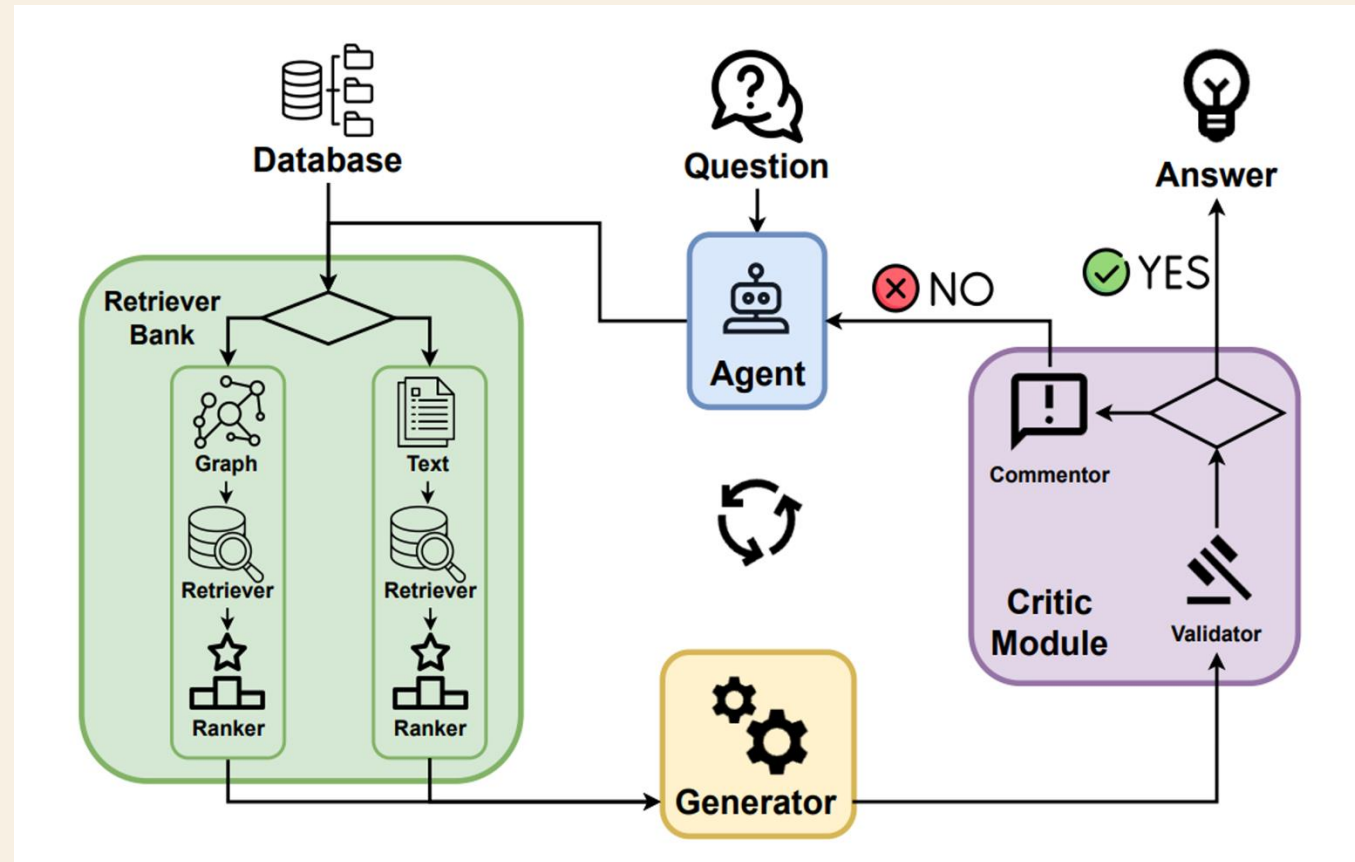 Database
Question
Answer
NO
YES
Retriever
Bank
Agent
Graph
Text
Commentor
Retriever
Retriever
Critic
Module
Validator
Ranker
Ranker
Generator